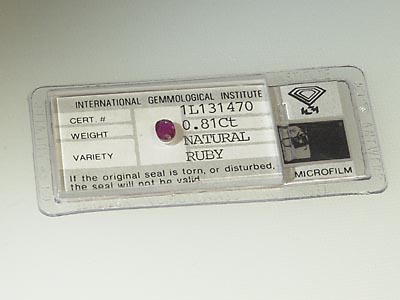 INTERNATIONAL GEMMOLOGICAL INSTITUTE
CERT. # 1L131470
WEIGHT 0.81Ct
NATURAL
VARIETY RUBY
If the original seal is torn, or disturbed,
the seal will not be valid.
MICROFILM